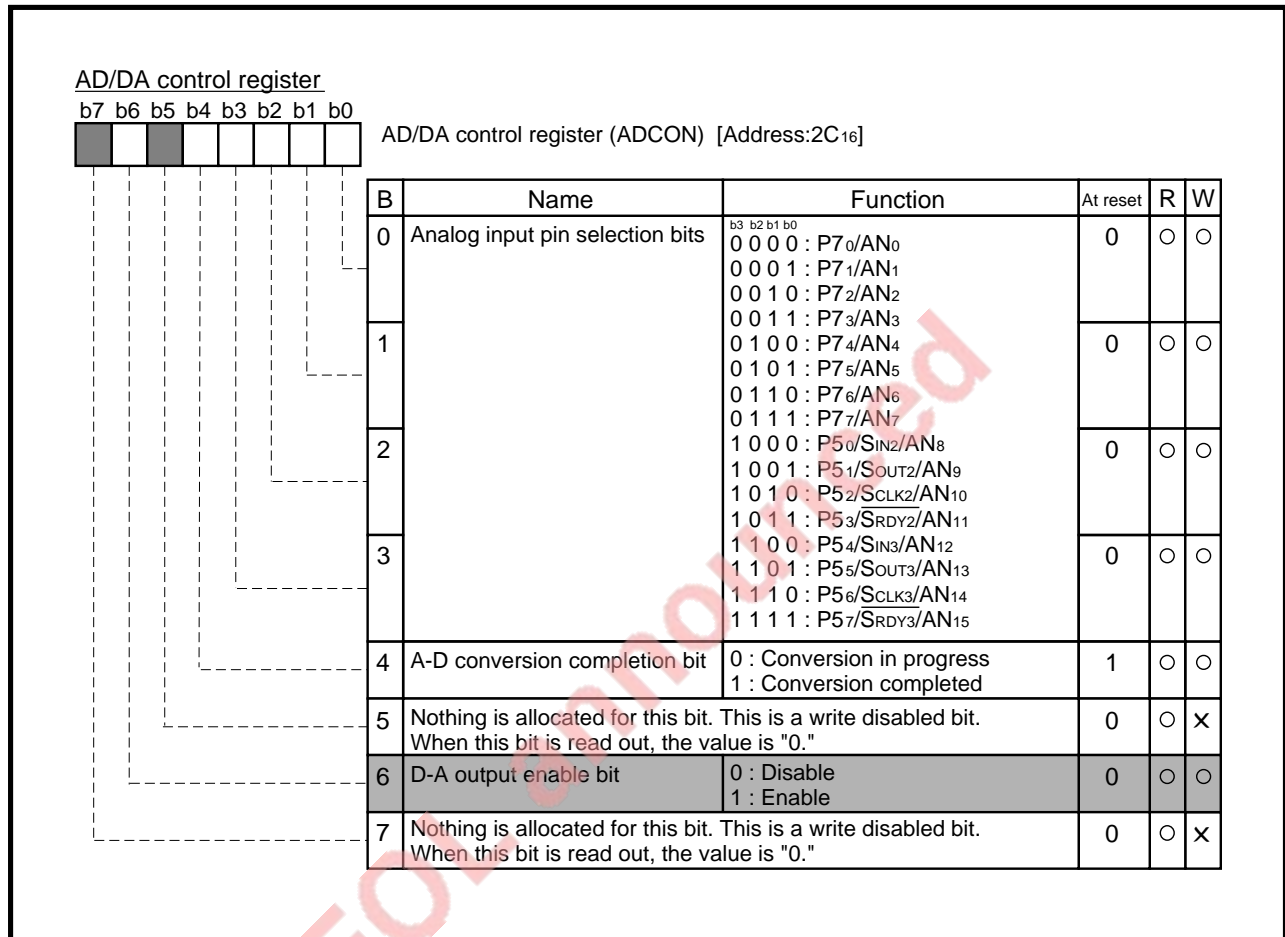 AD/DA control register
b7 b6 b5 b4 b3 b2 b1 b0
AD/DA control register (ADCON) [Address:2C16]
B Name Function At reset R W
0 Analog input pin selection bits b3 b2 b1 b0 0 ○ ○
0 0 0 0 : P70/AN0
0 0 0 1 : P71/AN1
0 0 1 0 : P72/AN2
0 0 1 1 : P73/AN3
1 0 1 0 0 : P74/AN4 0 ○ ○
0 1 0 1 : P75/AN5
0 1 1 0 : P76/AN6
0 1 1 1 : P77/AN7
2 1 0 0 0 : P50/SIN2/AN8 0 ○ ○
1 0 0 1 : P51/SOUT2/AN9
1 0 1 0 : P52/SCLK2/AN10
1 0 1 1 : P53/SRDY2/AN11
3 1 1 0 0 : P54/SIN3/AN12 0 ○ ○
1 1 0 1 : P55/SOUT3/AN13
1 1 1 0 : P56/SCLK3/AN14
1 1 1 1 : P57/SRDY3/AN15
4 A-D conversion completion bit 0 : Conversion in progress 1 ○ ○
1 : Conversion completed
5 Nothing is allocated for this bit. This is a write disabled bit. 0 ○ ×
When this bit is read out, the value is "0."
6 D-A output enable bit 0 : Disable 0 ○ ○
1 : Enable
7 Nothing is allocated for this bit. This is a write disabled bit. 0 ○ ×
When this bit is read out, the value is "0."
EOL announced